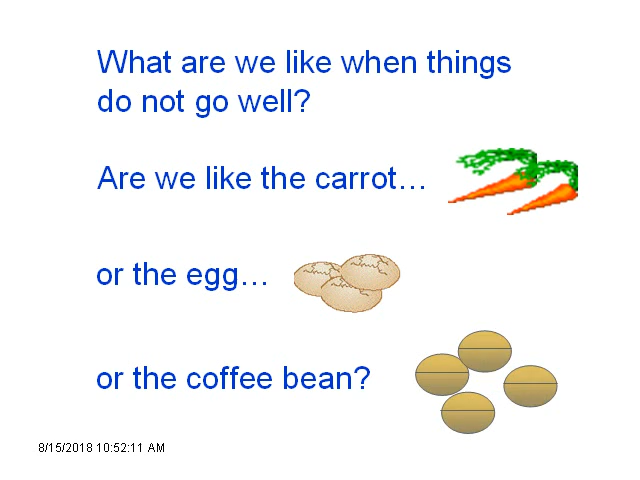 What are we like when things
do not go well?
Are we like the carrot…
or the egg…
or the coffee bean?
8/15/2018 10:52:11 AM